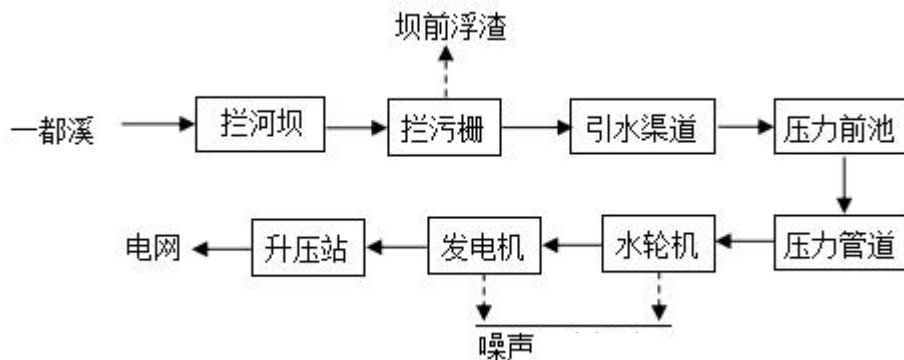 坝前浮渣
一都溪
拦河坝
拦污栅
引水渠道
压力前池
电网
升压站
发电机
水轮机
压力管道
噪声